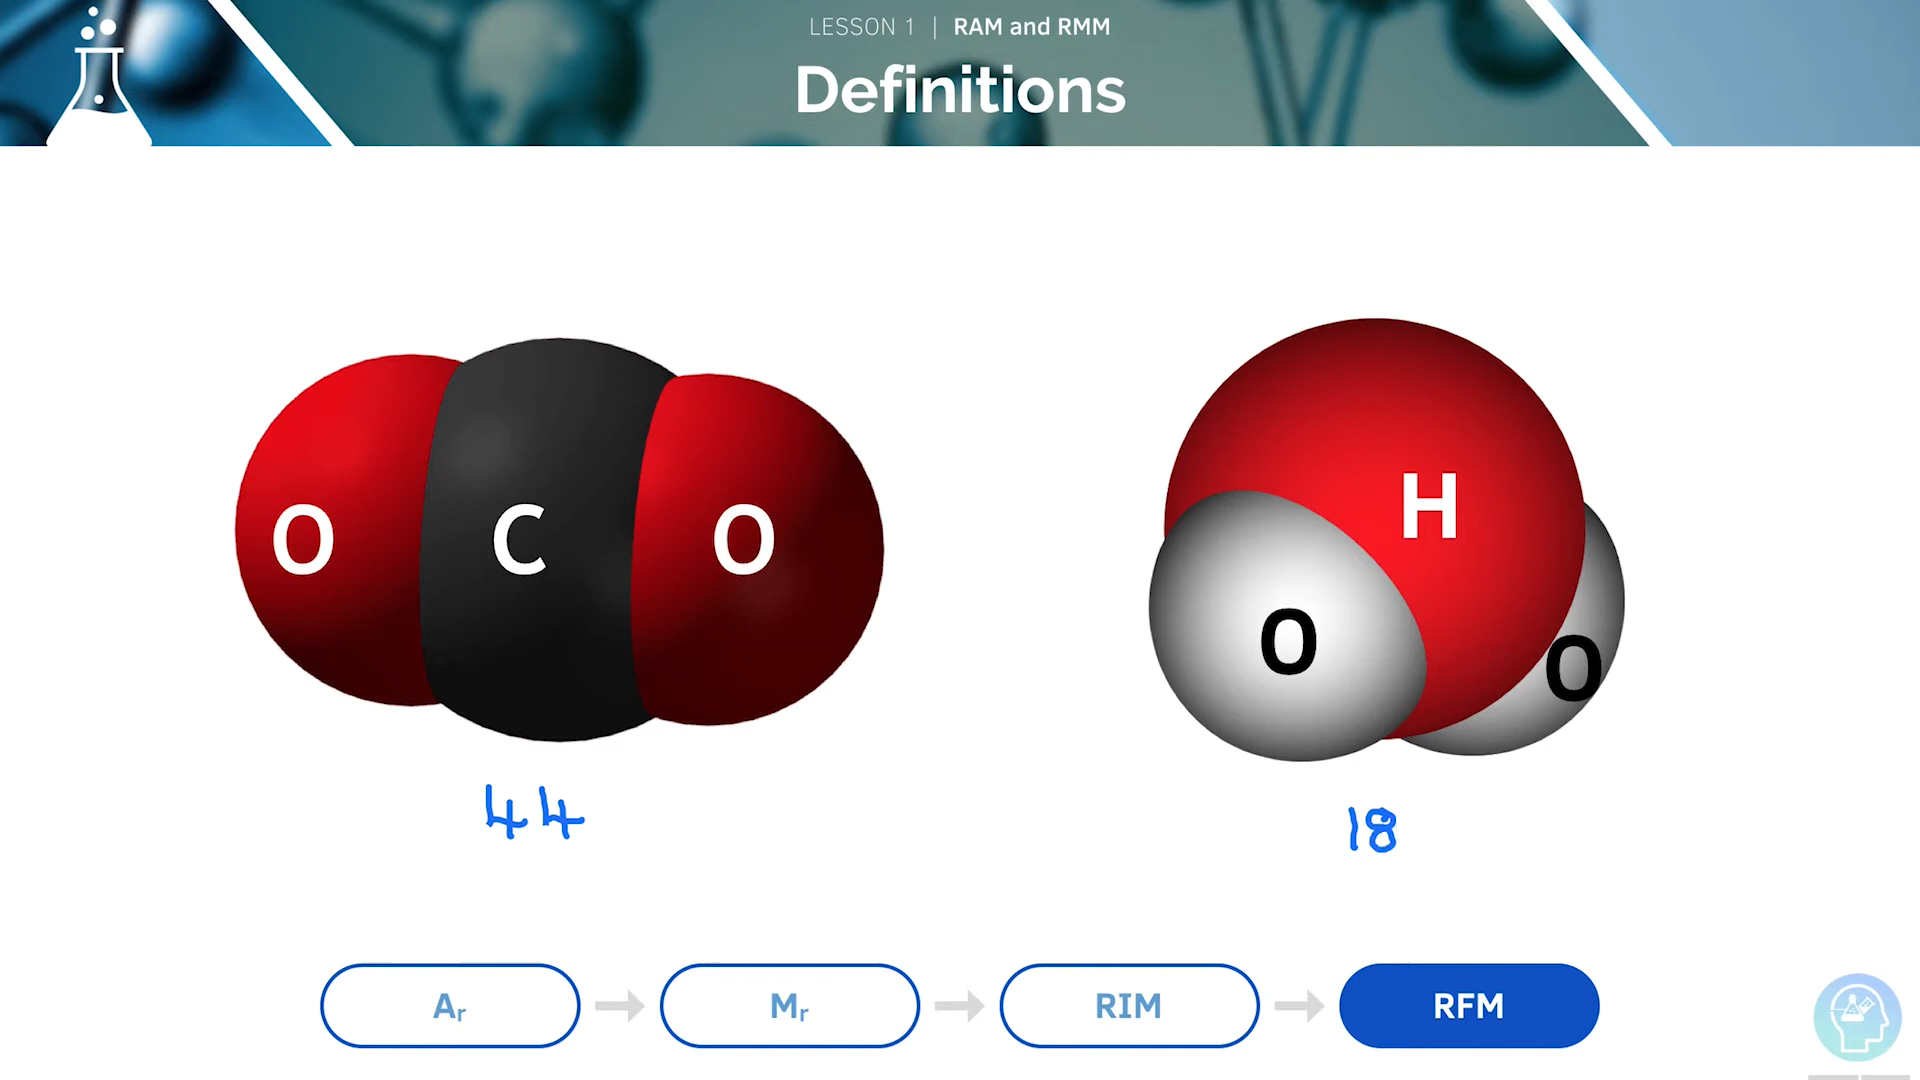 LESSON 1 | RAM and RMM
Definitions
O C O
H
O O
44
18
Ar → Mr → RIM → RFM